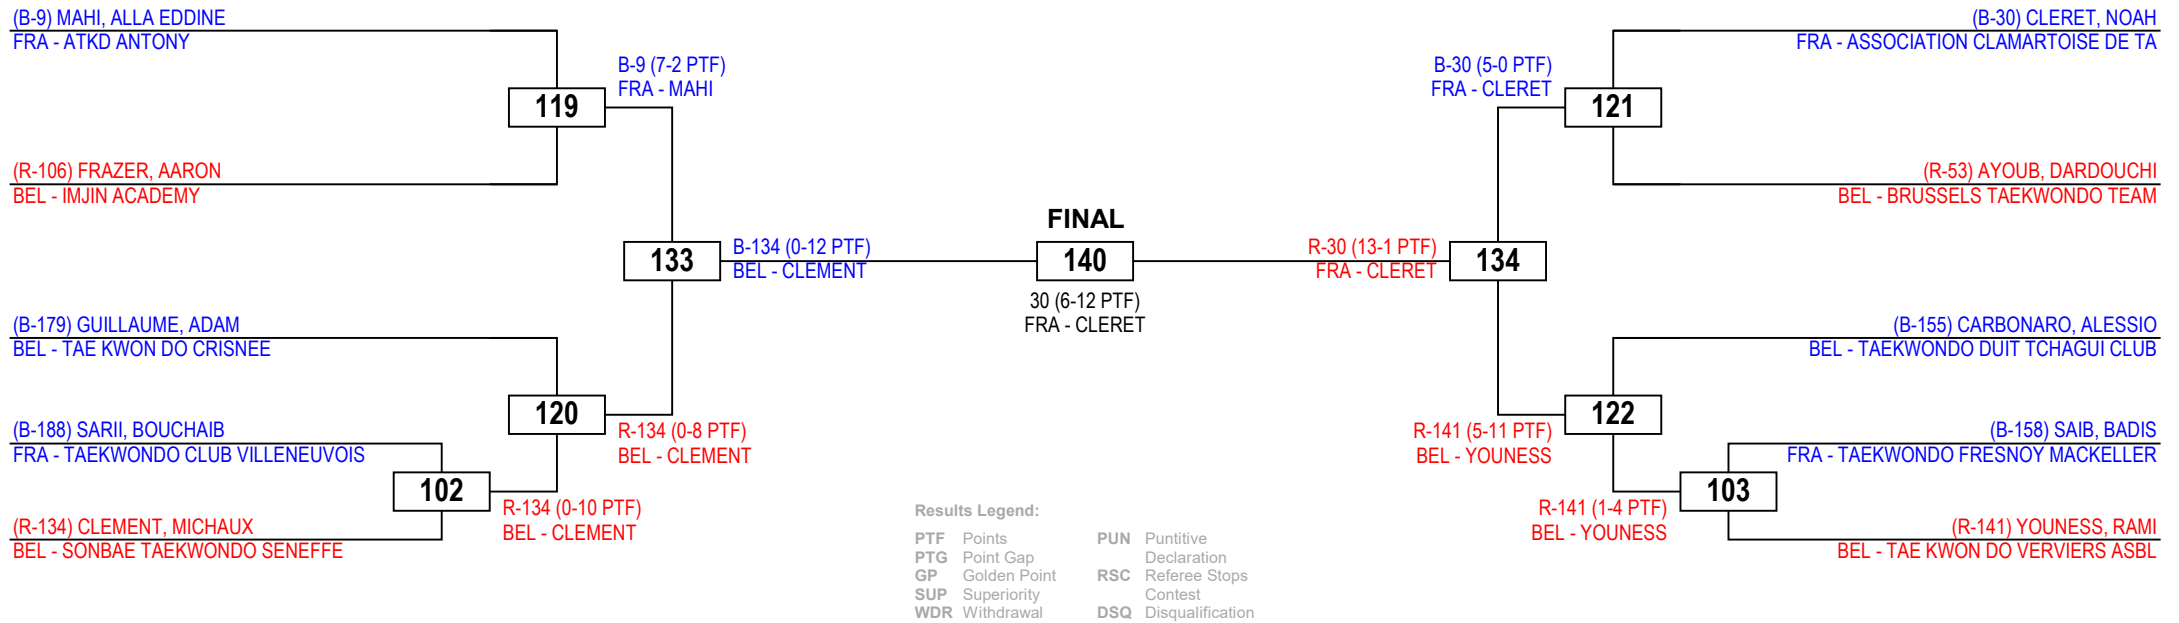 (B-9) MAHI, ALLA EDDINE
FRA - ATKD ANTONY
B-9 (7-2 PTF)
FRA - MAHI
119
(R-106) FRAZER, AARON
BEL - IMJIN ACADEMY
133
B-134 (0-12 PTF)
BEL - CLEMENT
(B-179) GUILLAUME, ADAM
BEL - TAE KWON DO CRISNEE
120
R-134 (0-8 PTF)
BEL - CLEMENT
(B-188) SARII, BOUCHAIB
FRA - TAEKWONDO CLUB VILLENEUVOIS
102
R-134 (0-10 PTF)
BEL - CLEMENT
(R-134) CLEMENT, MICHAUX
BEL - SONBAE TAEKWONDO SENEFFE
FINAL
140
30 (6-12 PTF)
FRA - CLERET
(B-30) CLERET, NOAH
FRA - ASSOCIATION CLAMARTOISE DE TA
B-30 (5-0 PTF)
FRA - CLERET
121
(R-53) AYOUB, DARDOUCHI
BEL - BRUSSELS TAEKWONDO TEAM
R-30 (13-1 PTF)
FRA - CLERET
134
(B-155) CARBONARO, ALESSIO
BEL - TAEKWONDO DUIT TCHAGUI CLUB
122
R-141 (5-11 PTF)
BEL - YOUNESS
(B-158) SAIB, BADIS
FRA - TAEKWONDO FRESNOY MACKELLER
103
R-141 (1-4 PTF)
BEL - YOUNESS
(R-141) YOUNESS, RAMI
BEL - TAE KWON DO VERVIERS ASBL
Results Legend:
PTF Points
PTG Point Gap
GP Golden Point
SUP Superiority
WDR Withdrawal
PUN Puntitive
Declaration
RSC Referee Stops
Contest
DSQ Disqualification